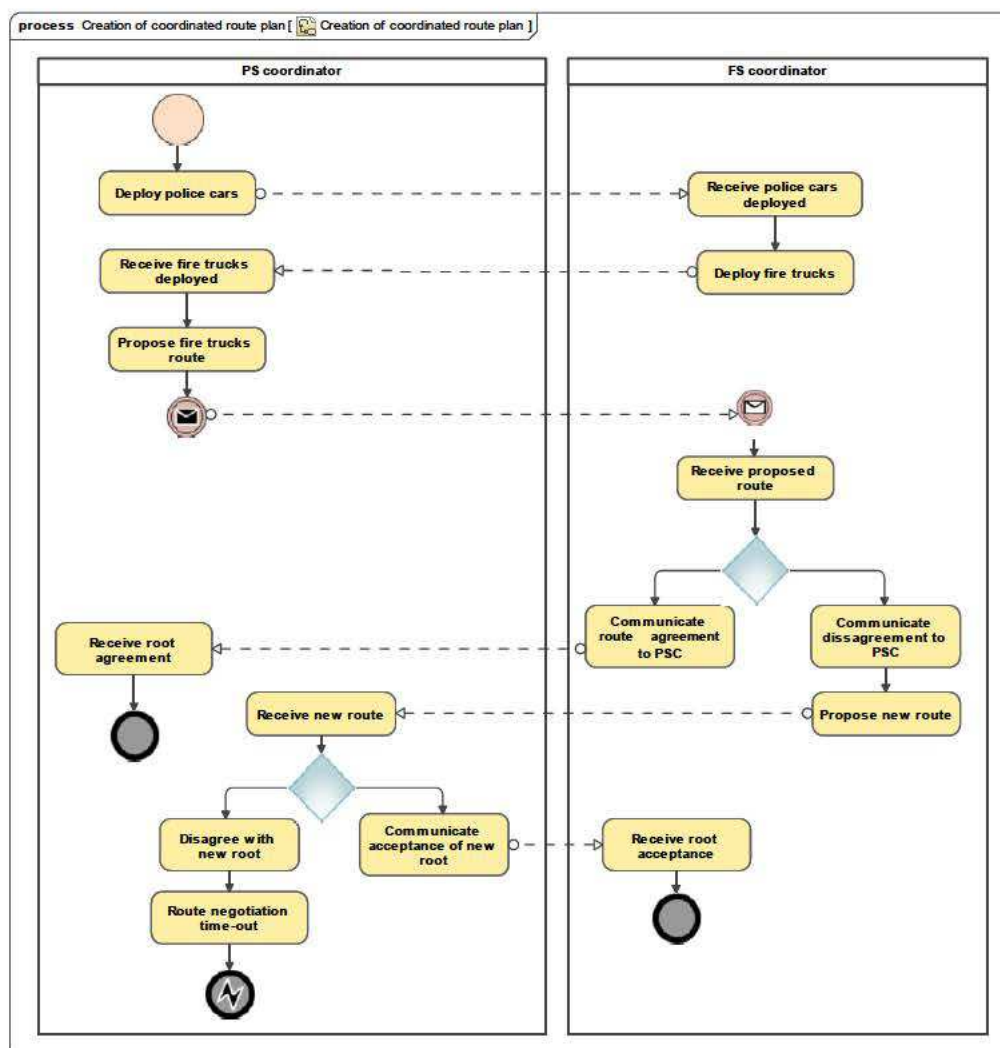 process Creation of coordinated route plan [ Creation of coordinated route plan ]
PS coordinator
FS coordinator
Deploy police cars
Receive police cars
deployed
Receive fire trucks
deployed
Deploy fire trucks
Propose fire trucks
route
Receive proposed
route
Communicate
route agreement
to PSC
Communicate
dissagreement to
PSC
Receive root
agreement
Receive new route
Propose new route
Disagree with
new root
Communicate
acceptance of new
root
Receive root
acceptance
Route negotiation
time-out